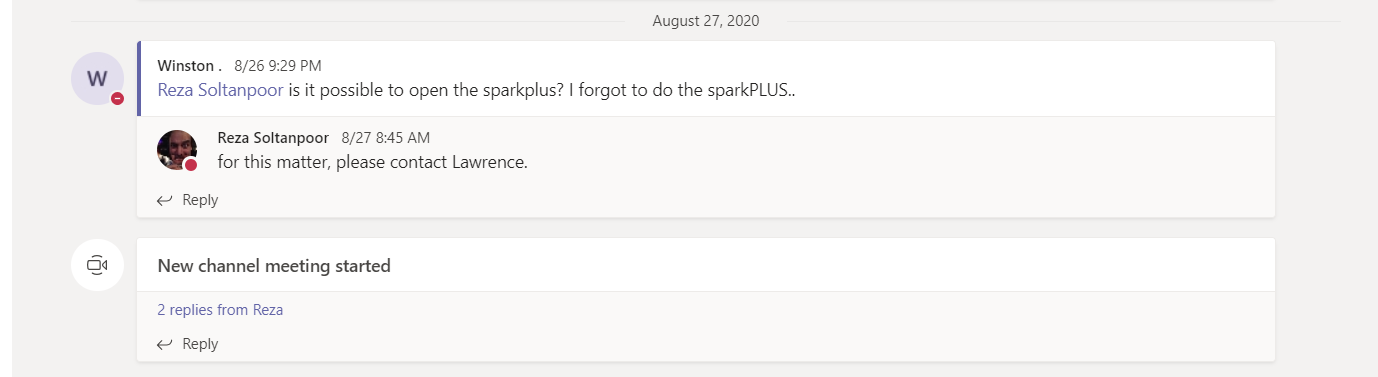 August 27, 2020
W
Winston . 8/26 9:29 PM
Reza Soltanpoor is it possible to open the sparkplus? I forgot to do the sparkPLUS..
Reza Soltanpoor 8/27 8:45 AM
for this matter, please contact Lawrence.
Reply
New channel meeting started
2 replies from Reza
Reply